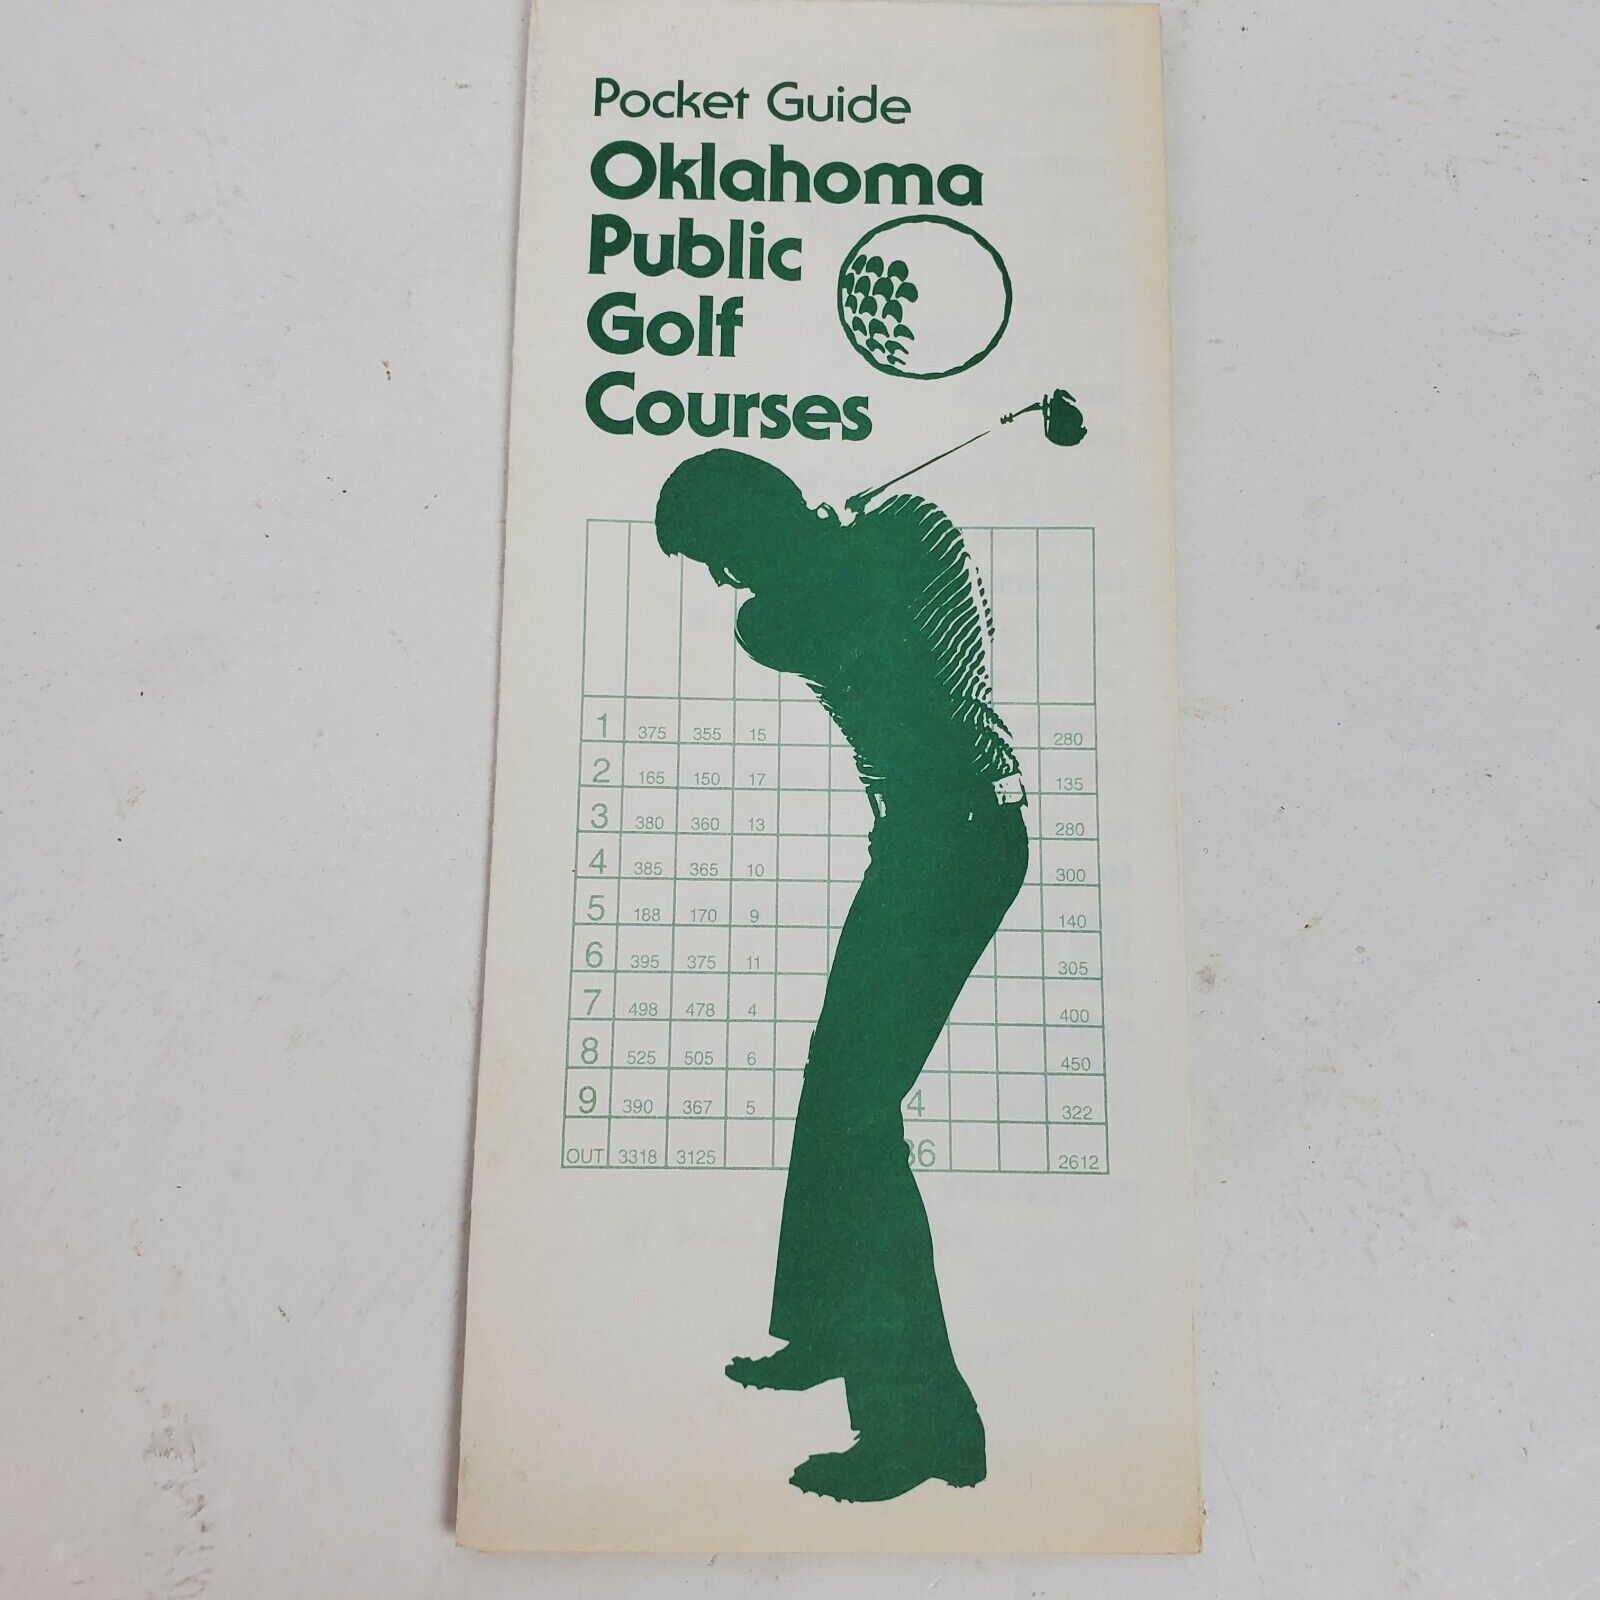 Pocket Guide
Oklahoma
Public
Golf
Courses
1 375 355 15 280
2 165 150 17 135
3 380 360 13 280
4 385 365 10 300
5 188 170 9 140
6 395 375 11 305
7 498 478 4 400
8 525 505 6 450
9 390 367 5 4 322
OUT 3318 3125 36 2612